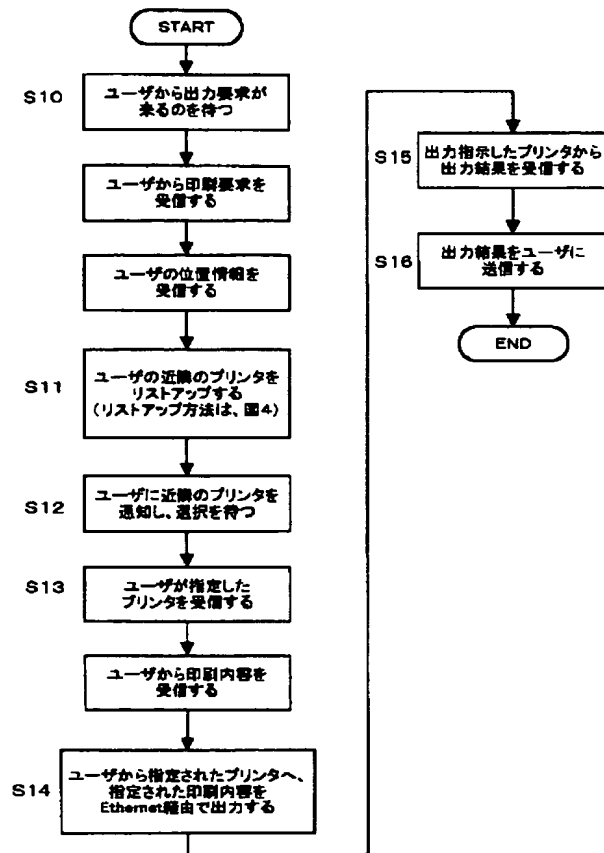 START
S10
ユーザから出力要求が
来るのを待つ
ユーザから印刷要求を
受信する
ユーザの位置情報を
受信する
S11
ユーザの近隣のプリンタを
リストアップする
(リストアップ方法は、図4)
S12
ユーザに近隣のプリンタを
通知し、選択を待つ
S13
ユーザが指定した
プリンタを受信する
ユーザから印刷内容を
受信する
S14
ユーザから指定されたプリンタへ、
指定された印刷内容を
Ethernet経由で出力する
S15
出力指示したプリンタから
出力結果を受信する
S16
出力結果をユーザに
送信する
END